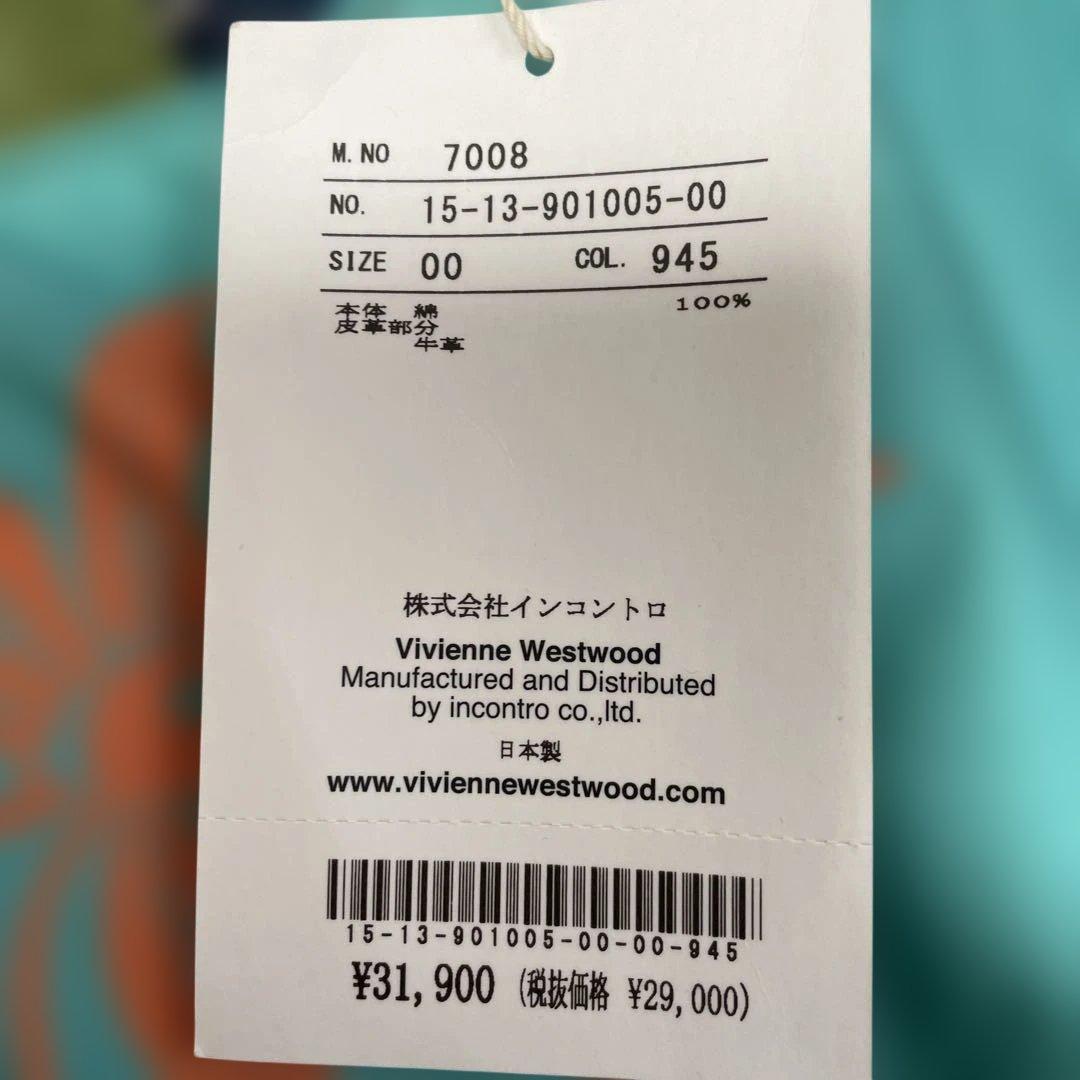 M. NO 7008
NO. 15-13-901005-00
SIZE 00 COL. 945
本体 綿 100%
皮革部分
牛革
株式会社インコントロ
Vivienne Westwood
Manufactured and Distributed
by incontro co.,ltd.
日本製
www.viviennewestwood.com
15-13-901005-00-00-945
¥31,900 (税抜価格 ¥29,000)